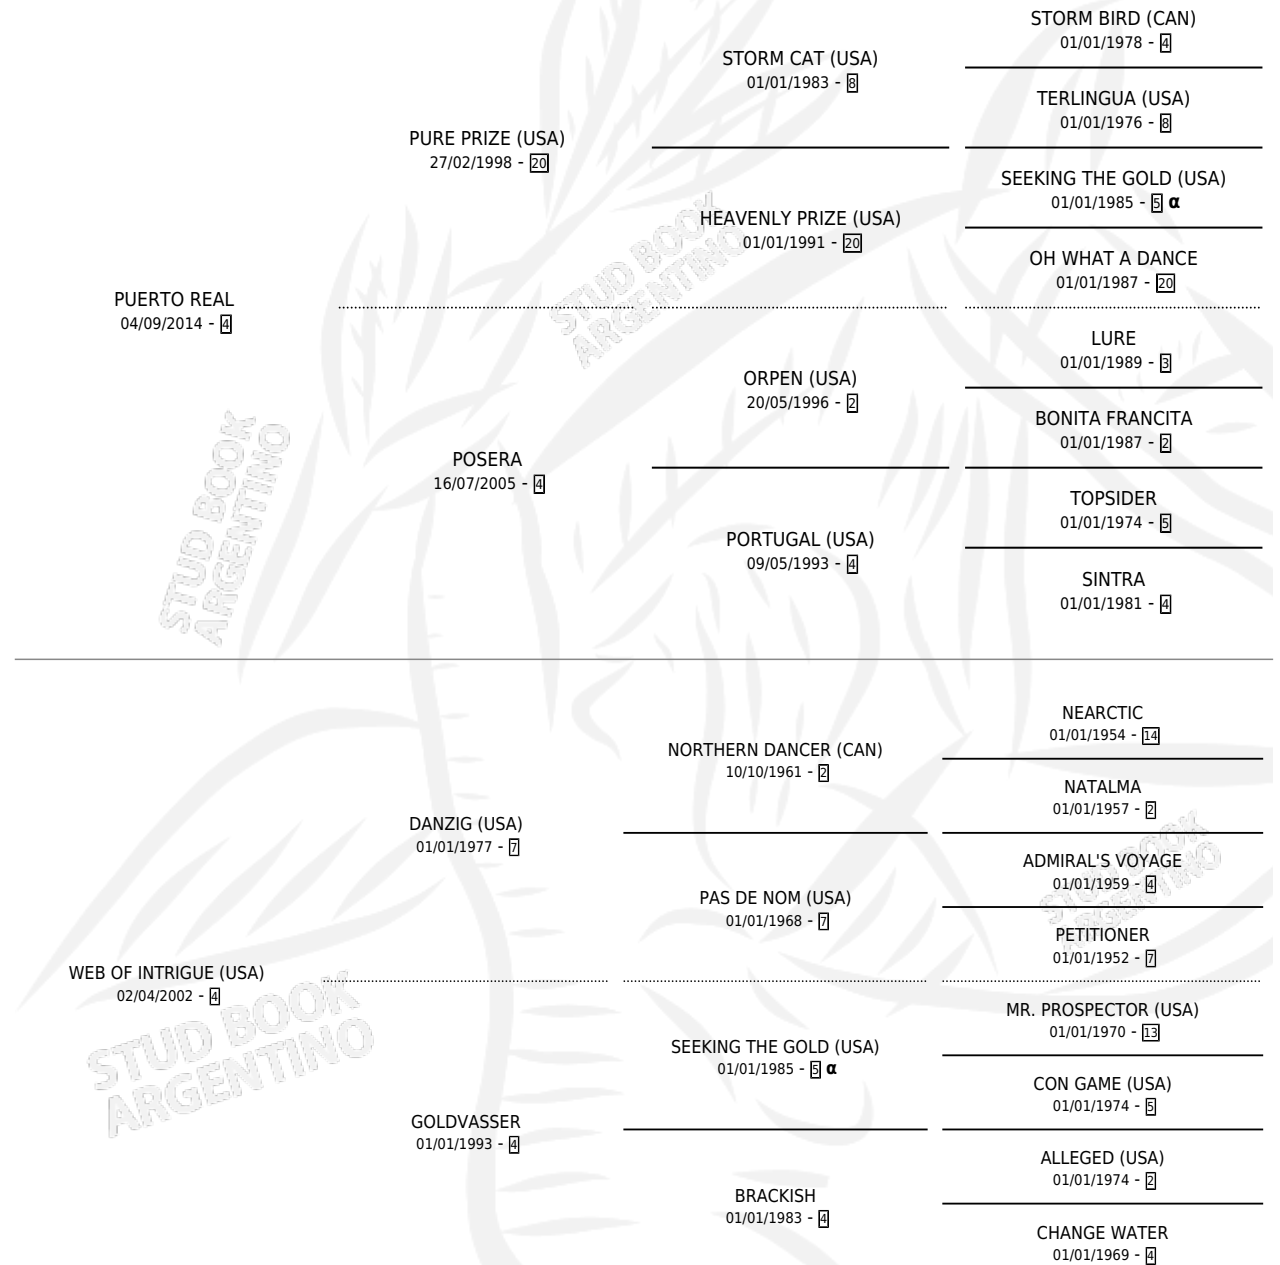 STORM BIRD (CAN)
01/01/1978 - 4
STORM CAT (USA)
01/01/1983 - 8
TERLINGUA (USA)
01/01/1976 - 8
PURE PRIZE (USA)
27/02/1998 - 20
SEEKING THE GOLD (USA)
01/01/1985 - 5 α
HEAVENLY PRIZE (USA)
01/01/1991 - 20
OH WHAT A DANCE
01/01/1987 - 20
PUERTO REAL
04/09/2014 - 4
LURE
01/01/1989 - 3
ORPEN (USA)
20/05/1996 - 2
BONITA FRANCITA
01/01/1987 - 2
POSERA
16/07/2005 - 4
TOPSIDER
01/01/1974 - 5
PORTUGAL (USA)
09/05/1993 - 4
SINTRA
01/01/1981 - 4
NEARCTIC
01/01/1954 - 14
NORTHERN DANCER (CAN)
10/10/1961 - 2
NATALMA
01/01/1957 - 2
DANZIG (USA)
01/01/1977 - 7
ADMIRAL'S VOYAGE
01/01/1959 - 4
PAS DE NOM (USA)
01/01/1968 - 7
PETITIONER
01/01/1952 - 7
WEB OF INTRIGUE (USA)
02/04/2002 - 4
MR. PROSPECTOR (USA)
01/01/1970 - 13
SEEKING THE GOLD (USA)
01/01/1985 - 5 α
CON GAME (USA)
01/01/1974 - 5
GOLDVASSER
01/01/1993 - 4
ALLEGED (USA)
01/01/1974 - 2
BRACKISH
01/01/1983 - 4
CHANGE WATER
01/01/1969 - 4
STUD BOOK
ARGENTINO
STUD BOOK
ARGENTINO
STUD BOOK
ARGENTINO
STUD BOOK
ARGENTINO